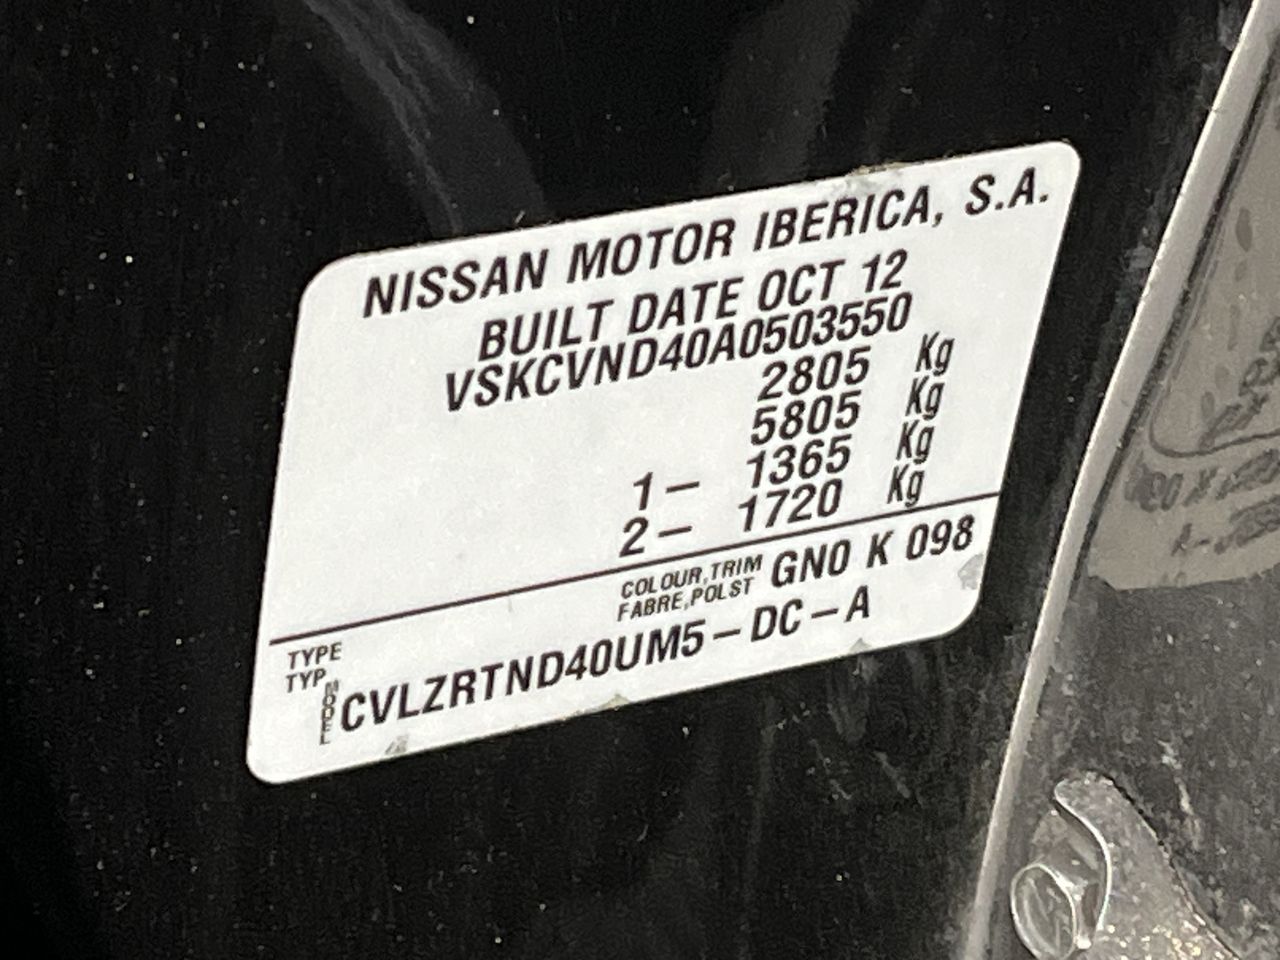 NISSAN MOTOR IBERICA, S.A.
BUILT DATE OCT 12
VSKCVND40A0503550
2805 Kg
5805 Kg
1- 1365 Kg
2- 1720 Kg
COLOUR,TRIM GN0 K 098
FABRE,POLST
TYPE
TYP
MODEL CVLZRTND40UM5-DC-A